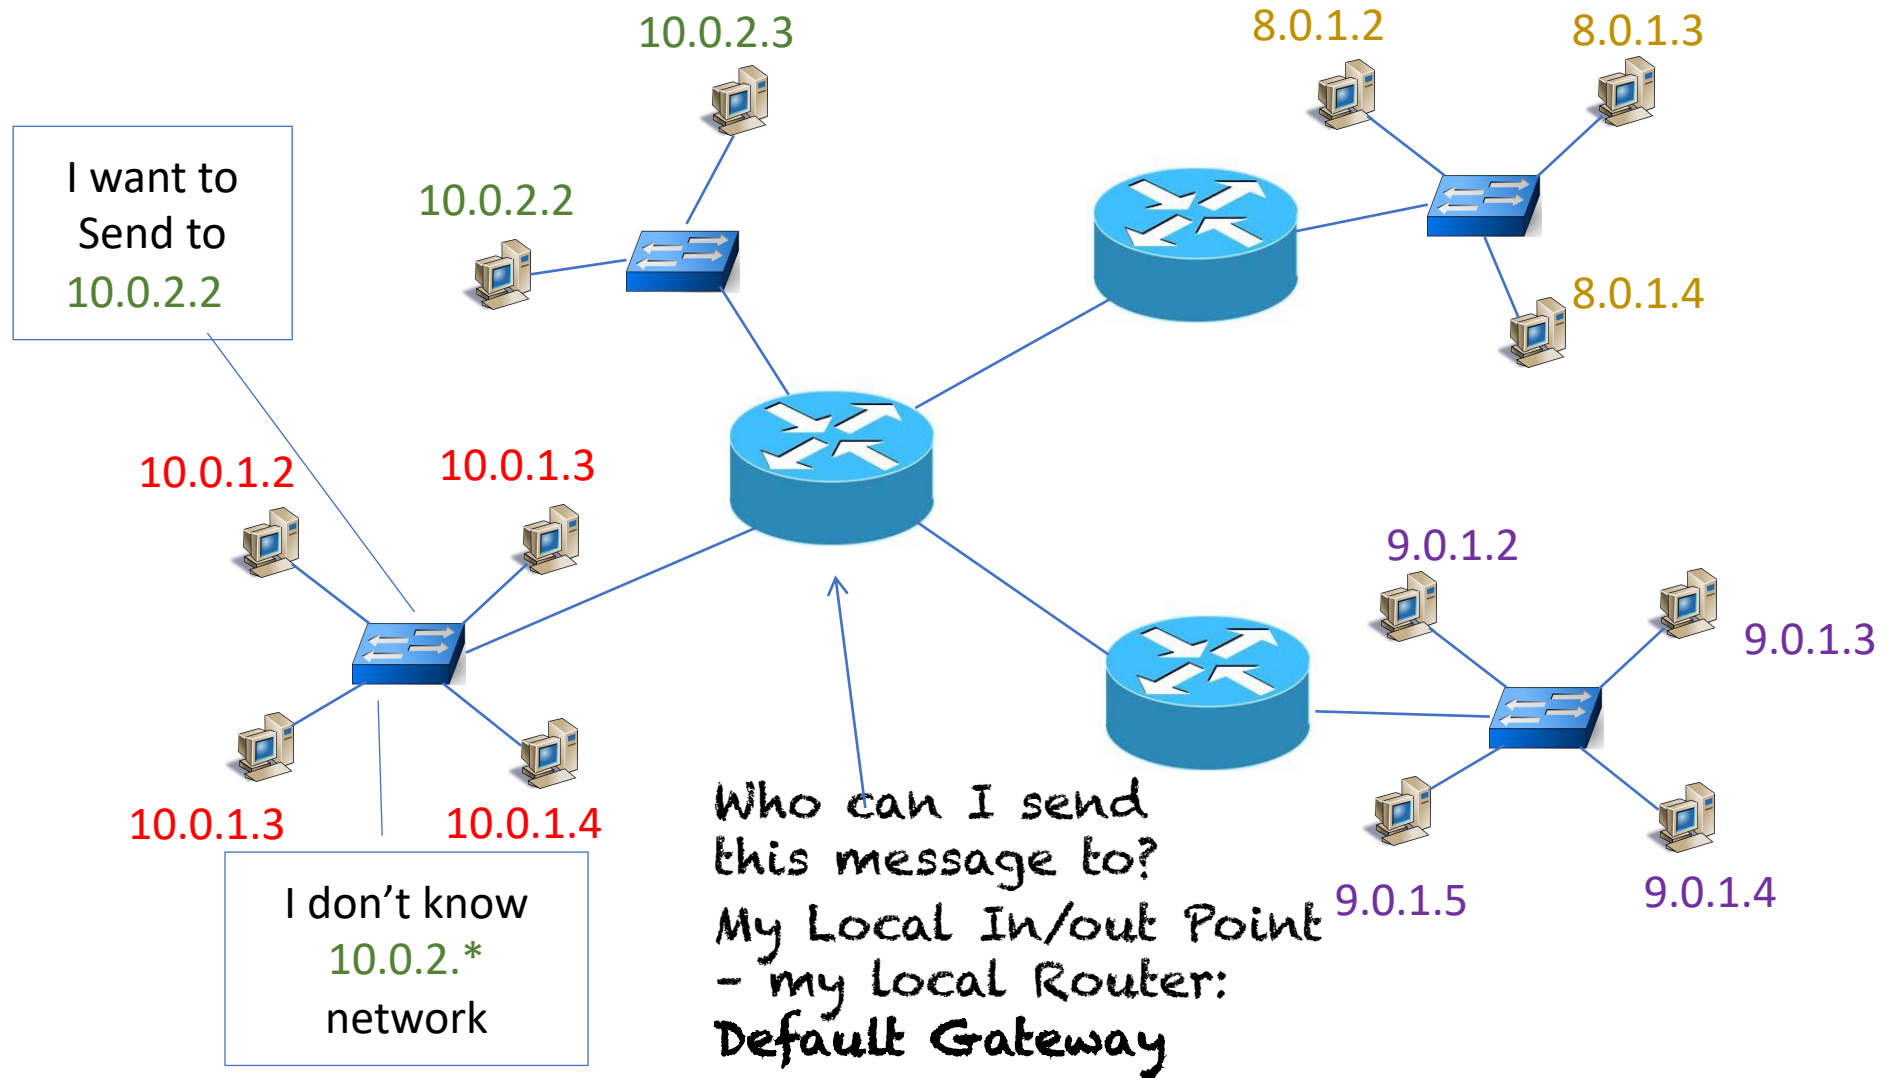 10.0.2.3
8.0.1.2
8.0.1.3
I want to
Send to
10.0.2.2
10.0.2.2
8.0.1.4
10.0.1.2
10.0.1.3
9.0.1.2
9.0.1.3
10.0.1.3
10.0.1.4
9.0.1.5
9.0.1.4
I don’t know
10.0.2.*
network
Who can I send
this message to?
My Local In/out Point
- my local Router:
Default Gateway